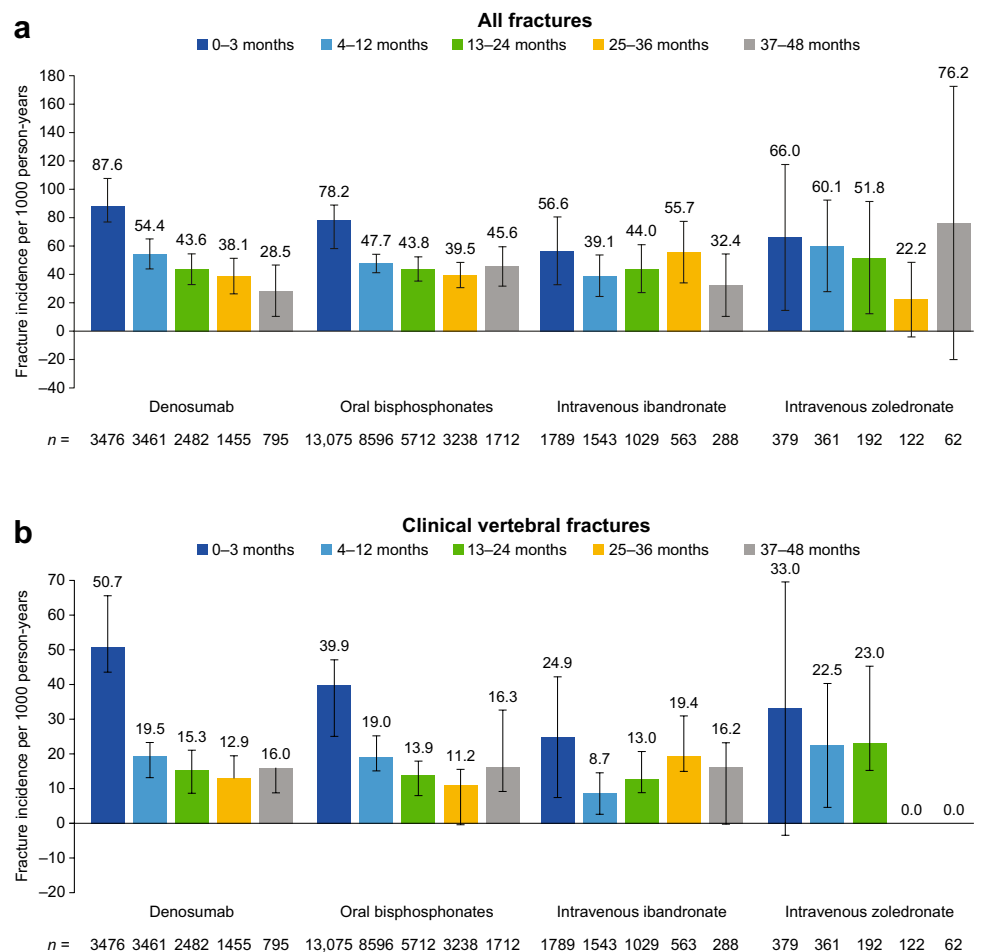 a
All fractures
0–3 months 4–12 months 13–24 months 25–36 months 37–48 months
Fracture incidence per 1000 person-years
180
160
140
120
100
80
60
40
20
0
–20
–40
87.6 54.4 43.6 38.1 28.5
78.2 47.7 43.8 39.5 45.6
56.6 39.1 44.0 55.7 32.4
66.0 60.1 51.8 22.2 76.2
Denosumab Oral bisphosphonates Intravenous ibandronate Intravenous zoledronate
n = 3476 3461 2482 1455 795 13,075 8596 5712 3238 1712 1789 1543 1029 563 288 379 361 192 122 62
b
Clinical vertebral fractures
0–3 months 4–12 months 13–24 months 25–36 months 37–48 months
Fracture incidence per 1000 person-years
70
60
50
40
30
20
10
0
–10
–20
50.7 19.5 15.3 12.9 16.0
39.9 19.0 13.9 11.2 16.3
24.9 8.7 13.0 19.4 16.2
33.0 22.5 23.0 0.0 0.0
Denosumab Oral bisphosphonates Intravenous ibandronate Intravenous zoledronate
n = 3476 3461 2482 1455 795 13,075 8596 5712 3238 1712 1789 1543 1029 563 288 379 361 192 122 62